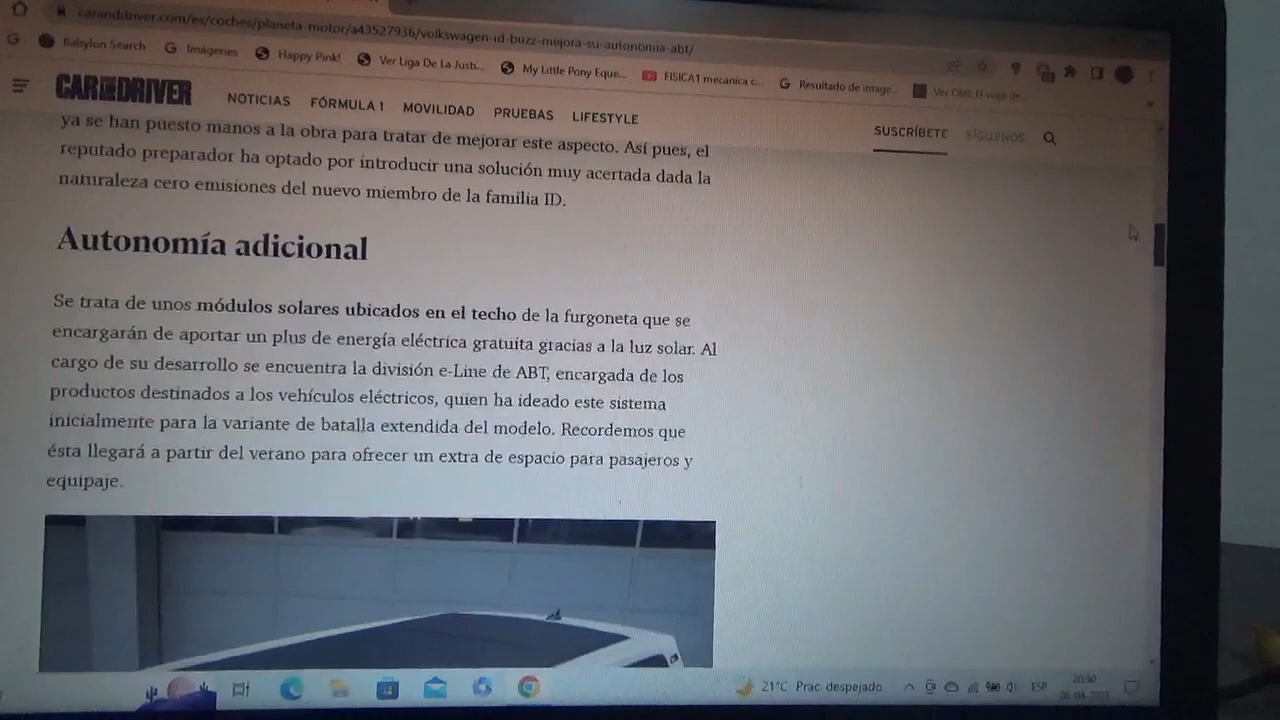 caranddriver.com/es/coches/planeta-motor/a43527936/volkswagen-id-buzz-mejora-su-autonomia-abt/
Babylon Search
Imágenes
Happy Pink!
Ver Liga De La Justi...
My Little Pony Eque...
FISICA1 mecanica c...
Resultado de image...
CAR AND DRIVER
NOTICIAS
FÓRMULA 1
MOVILIDAD
PRUEBAS
LIFESTYLE
SUSCRÍBETE
SÍGUENOS
ya se han puesto manos a la obra para tratar de mejorar este aspecto. Así pues, el
reputado preparador ha optado por introducir una solución muy acertada dada la
naturaleza cero emisiones del nuevo miembro de la familia ID.
Autonomía adicional
Se trata de unos módulos solares ubicados en el techo de la furgoneta que se
encargarán de aportar un plus de energía eléctrica gratuita gracias a la luz solar. Al
cargo de su desarrollo se encuentra la división e-Line de ABT, encargada de los
productos destinados a los vehículos eléctricos, quien ha ideado este sistema
inicialmente para la variante de batalla extendida del modelo. Recordemos que
ésta llegará a partir del verano para ofrecer un extra de espacio para pasajeros y
equipaje.
21°C Prac. despejado
ESP